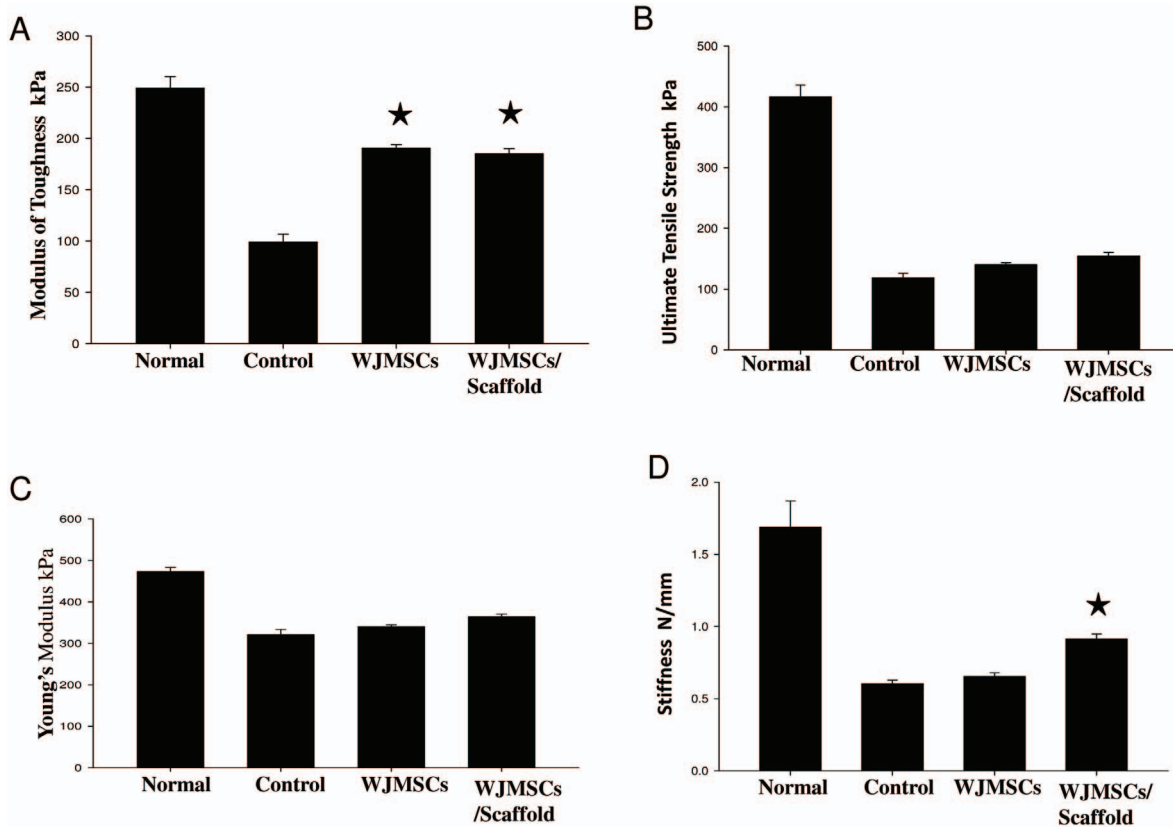 A
Modulus of Toughness kPa
300
250
200
150
100
50
0
Normal
Control
WJMSCs
WJMSCs/
Scaffold
B
Ultimate Tensile Strength kPa
500
400
300
200
100
0
Normal
Control
WJMSCs
WJMSCs
/Scaffold
C
Young's Modulus kPa
600
500
400
300
200
100
0
Normal
Control
WJMSCs
WJMSCs
/Scaffold
D
Stiffness N/mm
2.0
1.5
1.0
0.5
0.0
Normal
Control
WJMSCs
WJMSCs/
Scaffold